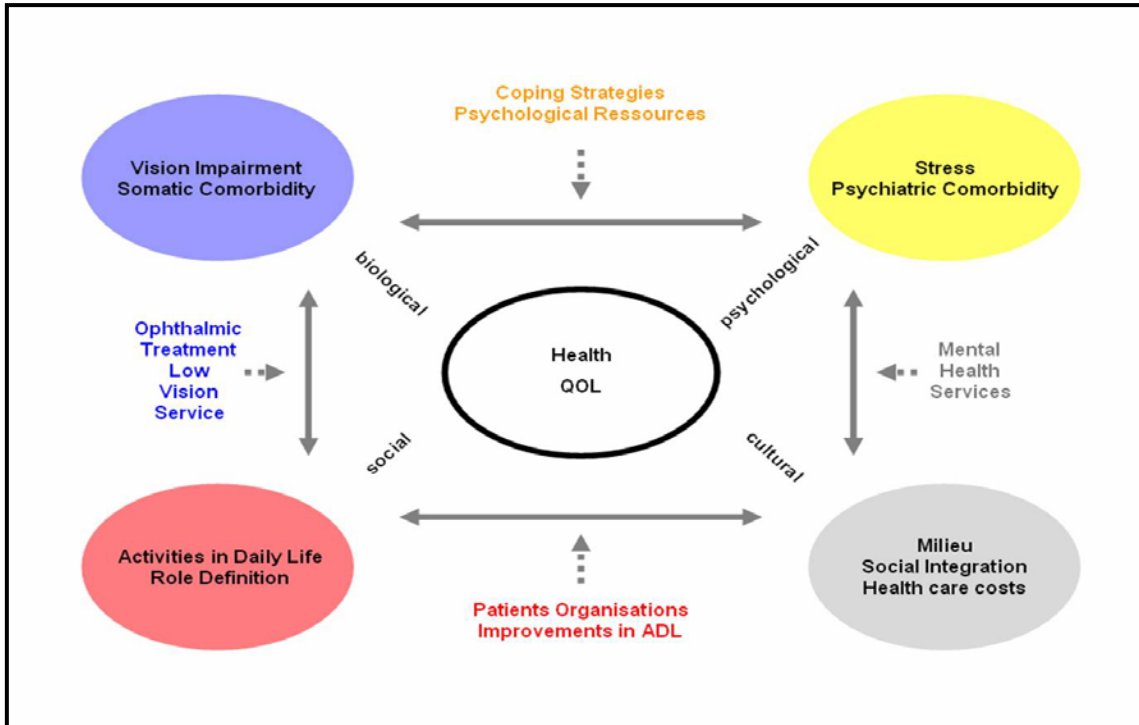 Coping Strategies
Psychological Ressources
Vision Impairment
Somatic Comorbidity
Stress
Psychiatric Comorbidity
biological
psychological
Ophthalmic
Treatment
Low
Vision
Service
Health
QOL
Mental
Health
Services
social
cultural
Activities in Daily Life
Role Definition
Milieu
Social Integration
Health care costs
Patients Organisations
Improvements in ADL